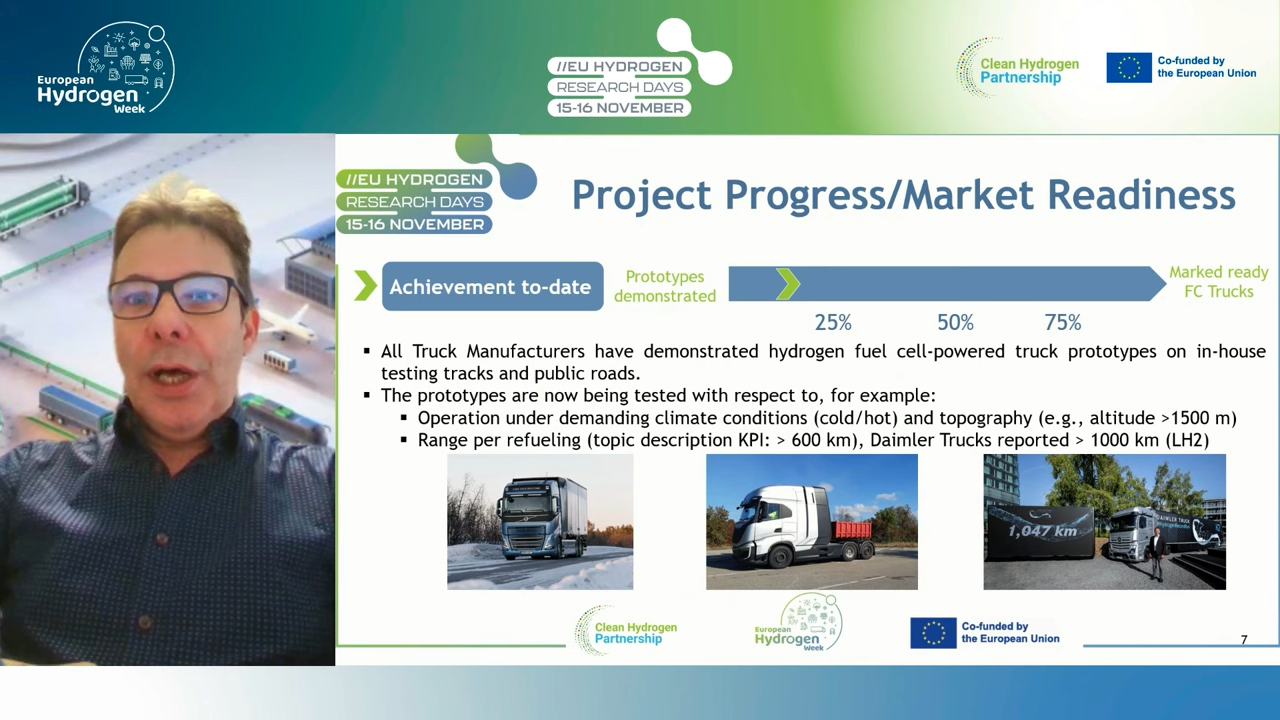 European
Hydrogen
Week
//EU HYDROGEN
RESEARCH DAYS
15-16 NOVEMBER
Clean Hydrogen
Partnership
Co-funded by
the European Union
//EU HYDROGEN
RESEARCH DAYS
15-16 NOVEMBER
Project Progress/Market Readiness
Achievement to-date
Prototypes
demonstrated
Marked ready
FC Trucks
25%
50%
75%
▪ All Truck Manufacturers have demonstrated hydrogen fuel cell-powered truck prototypes on in-house
testing tracks and public roads.
▪ The prototypes are now being tested with respect to, for example:
▪ Operation under demanding climate conditions (cold/hot) and topography (e.g., altitude >1500 m)
▪ Range per refueling (topic description KPI: > 600 km), Daimler Trucks reported > 1000 km (LH2)
1,047 km
DAIMLER TRUCK
Clean Hydrogen
Partnership
European
Hydrogen
Week
Co-funded by
the European Union
7